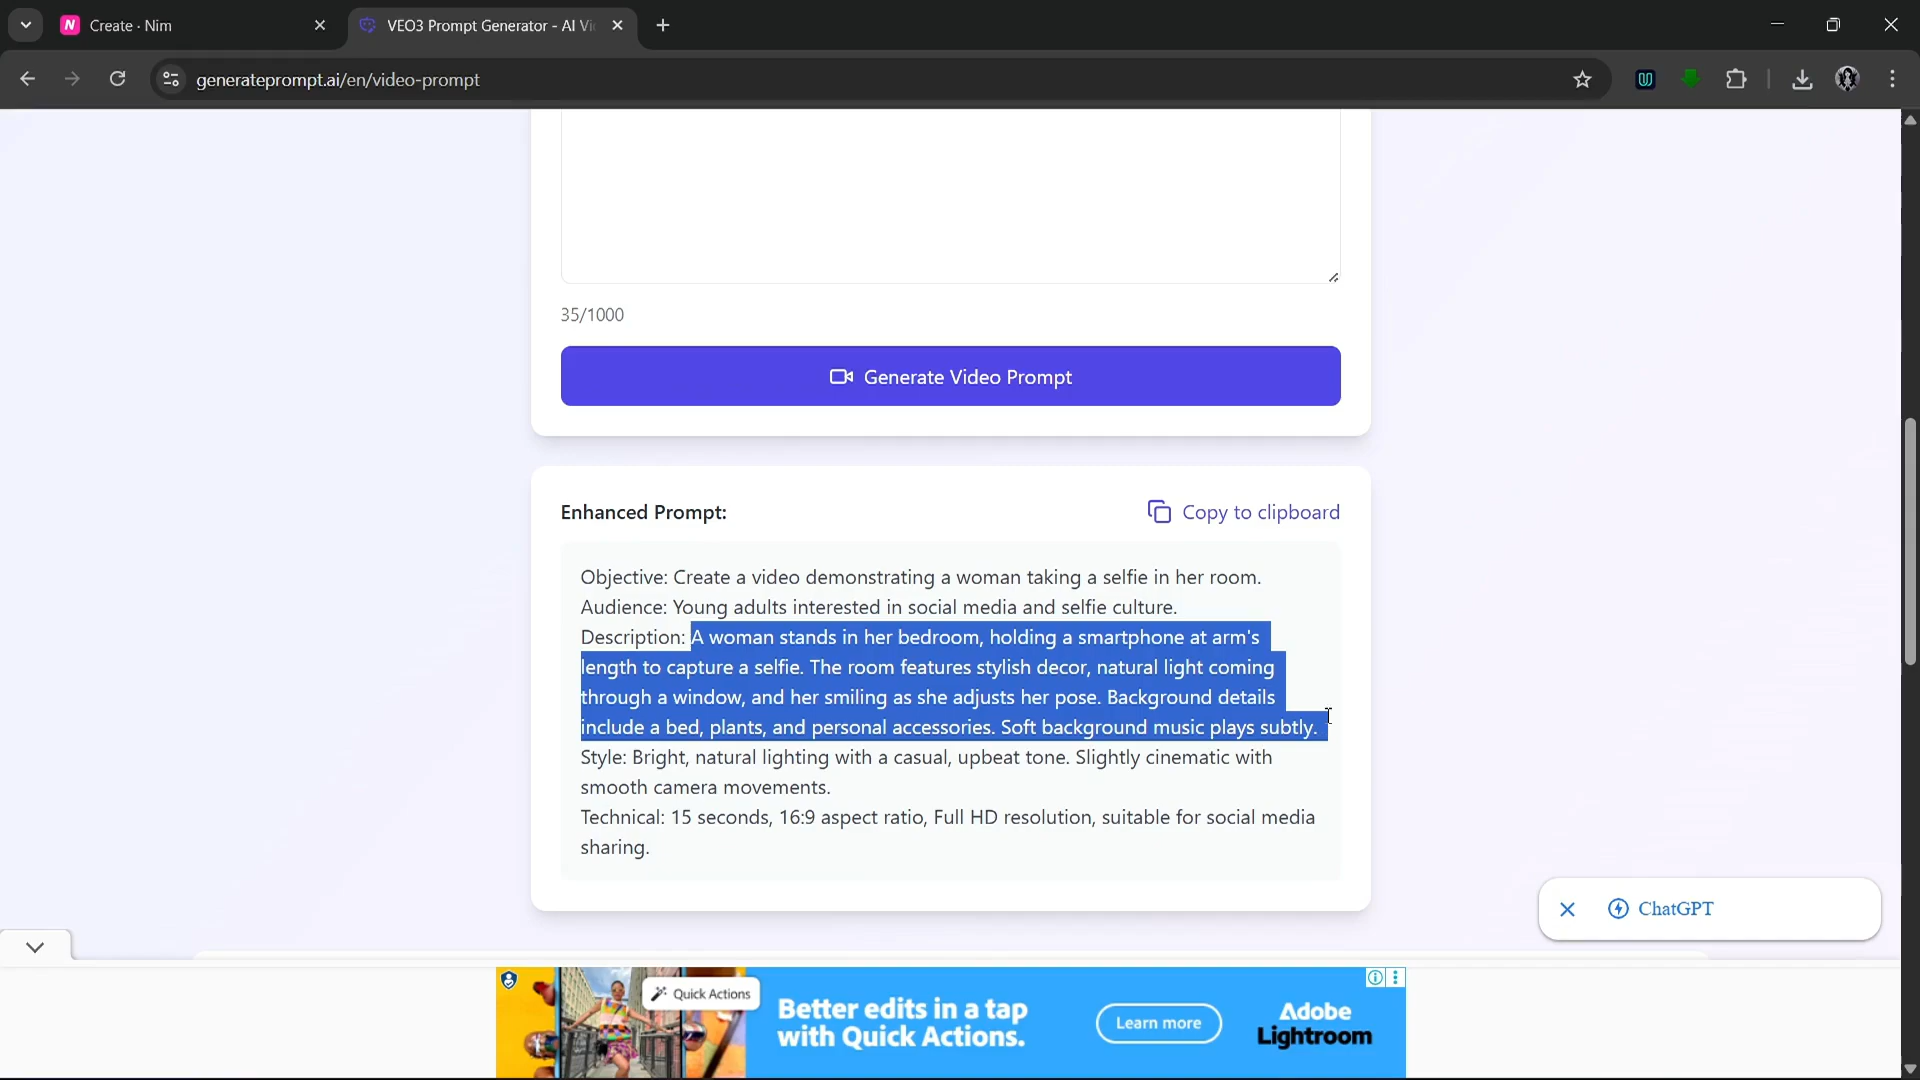 Create · Nim
VEO3 Prompt Generator - AI Vi
generateprompt.ai/en/video-prompt
35/1000
Generate Video Prompt
Enhanced Prompt:
Copy to clipboard
Objective: Create a video demonstrating a woman taking a selfie in her room.
Audience: Young adults interested in social media and selfie culture.
Description: A woman stands in her bedroom, holding a smartphone at arm's
length to capture a selfie. The room features stylish decor, natural light coming
through a window, and her smiling as she adjusts her pose. Background details
include a bed, plants, and personal accessories. Soft background music plays subtly.
Style: Bright, natural lighting with a casual, upbeat tone. Slightly cinematic with
smooth camera movements.
Technical: 15 seconds, 16:9 aspect ratio, Full HD resolution, suitable for social media
sharing.
ChatGPT
Quick Actions
Better edits in a tap
with Quick Actions.
Learn more
Adobe
Lightroom